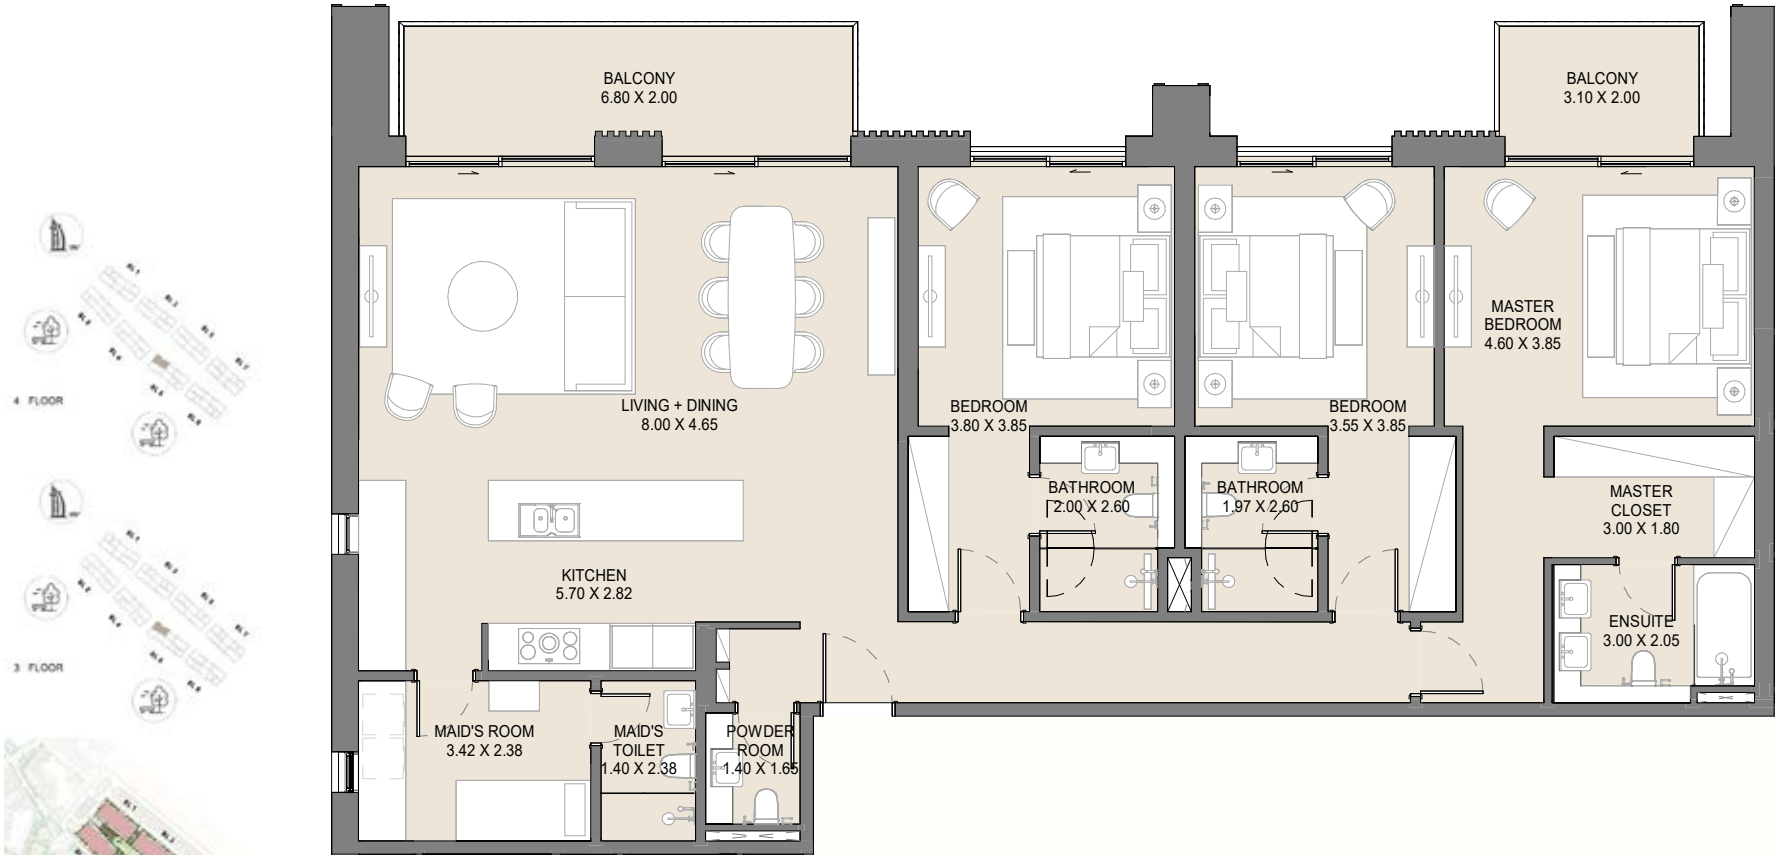 BALCONY
6.80 X 2.00
BALCONY
3.10 X 2.00
LIVING + DINING
8.00 X 4.65
BEDROOM
3.80 X 3.85
BEDROOM
3.55 X 3.85
MASTER
BEDROOM
4.60 X 3.85
BATHROOM
2.00 X 2.60
BATHROOM
1.97 X 2.60
MASTER
CLOSET
3.00 X 1.80
KITCHEN
5.70 X 2.82
ENSUITE
3.00 X 2.05
MAID'S ROOM
3.42 X 2.38
MAID'S
TOILET
1.40 X 2.38
POWDER
ROOM
1.40 X 1.65
4 FLOOR
3 FLOOR